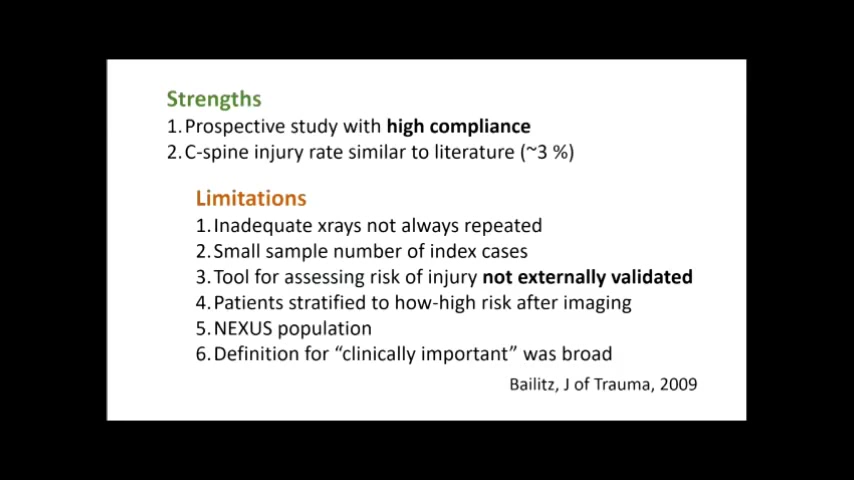 Strengths
1. Prospective study with high compliance
2. C-spine injury rate similar to literature (~3 %)
Limitations
1. Inadequate xrays not always repeated
2. Small sample number of index cases
3. Tool for assessing risk of injury not externally validated
4. Patients stratified to how-high risk after imaging
5. NEXUS population
6. Definition for “clinically important” was broad
Bailitz, J of Trauma, 2009